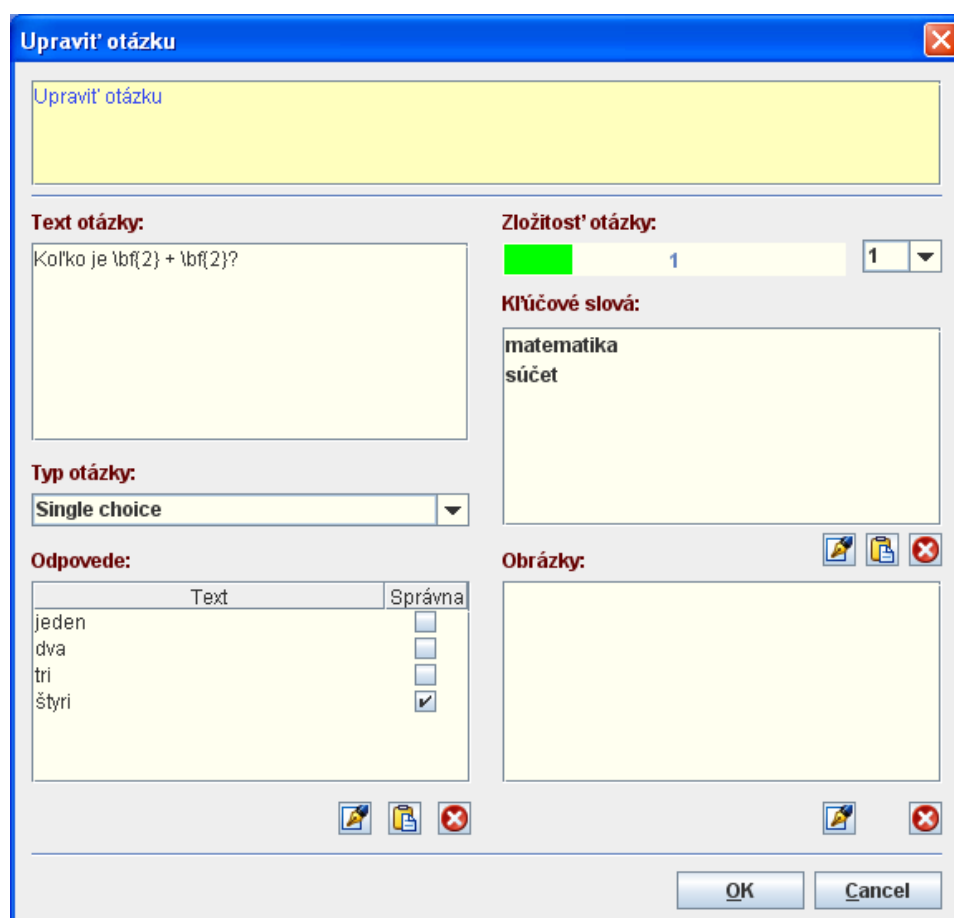 Upraviť otázku
Upraviť otázku
Text otázky:
Koľko je \bf{2} + \bf{2}?
Typ otázky:
Single choice
Odpovede:
Text Správna
jeden
dva
tri
štyri
Zložitosť otázky:
1 1
Kľúčové slová:
matematika
súčet
Obrázky:
OK Cancel